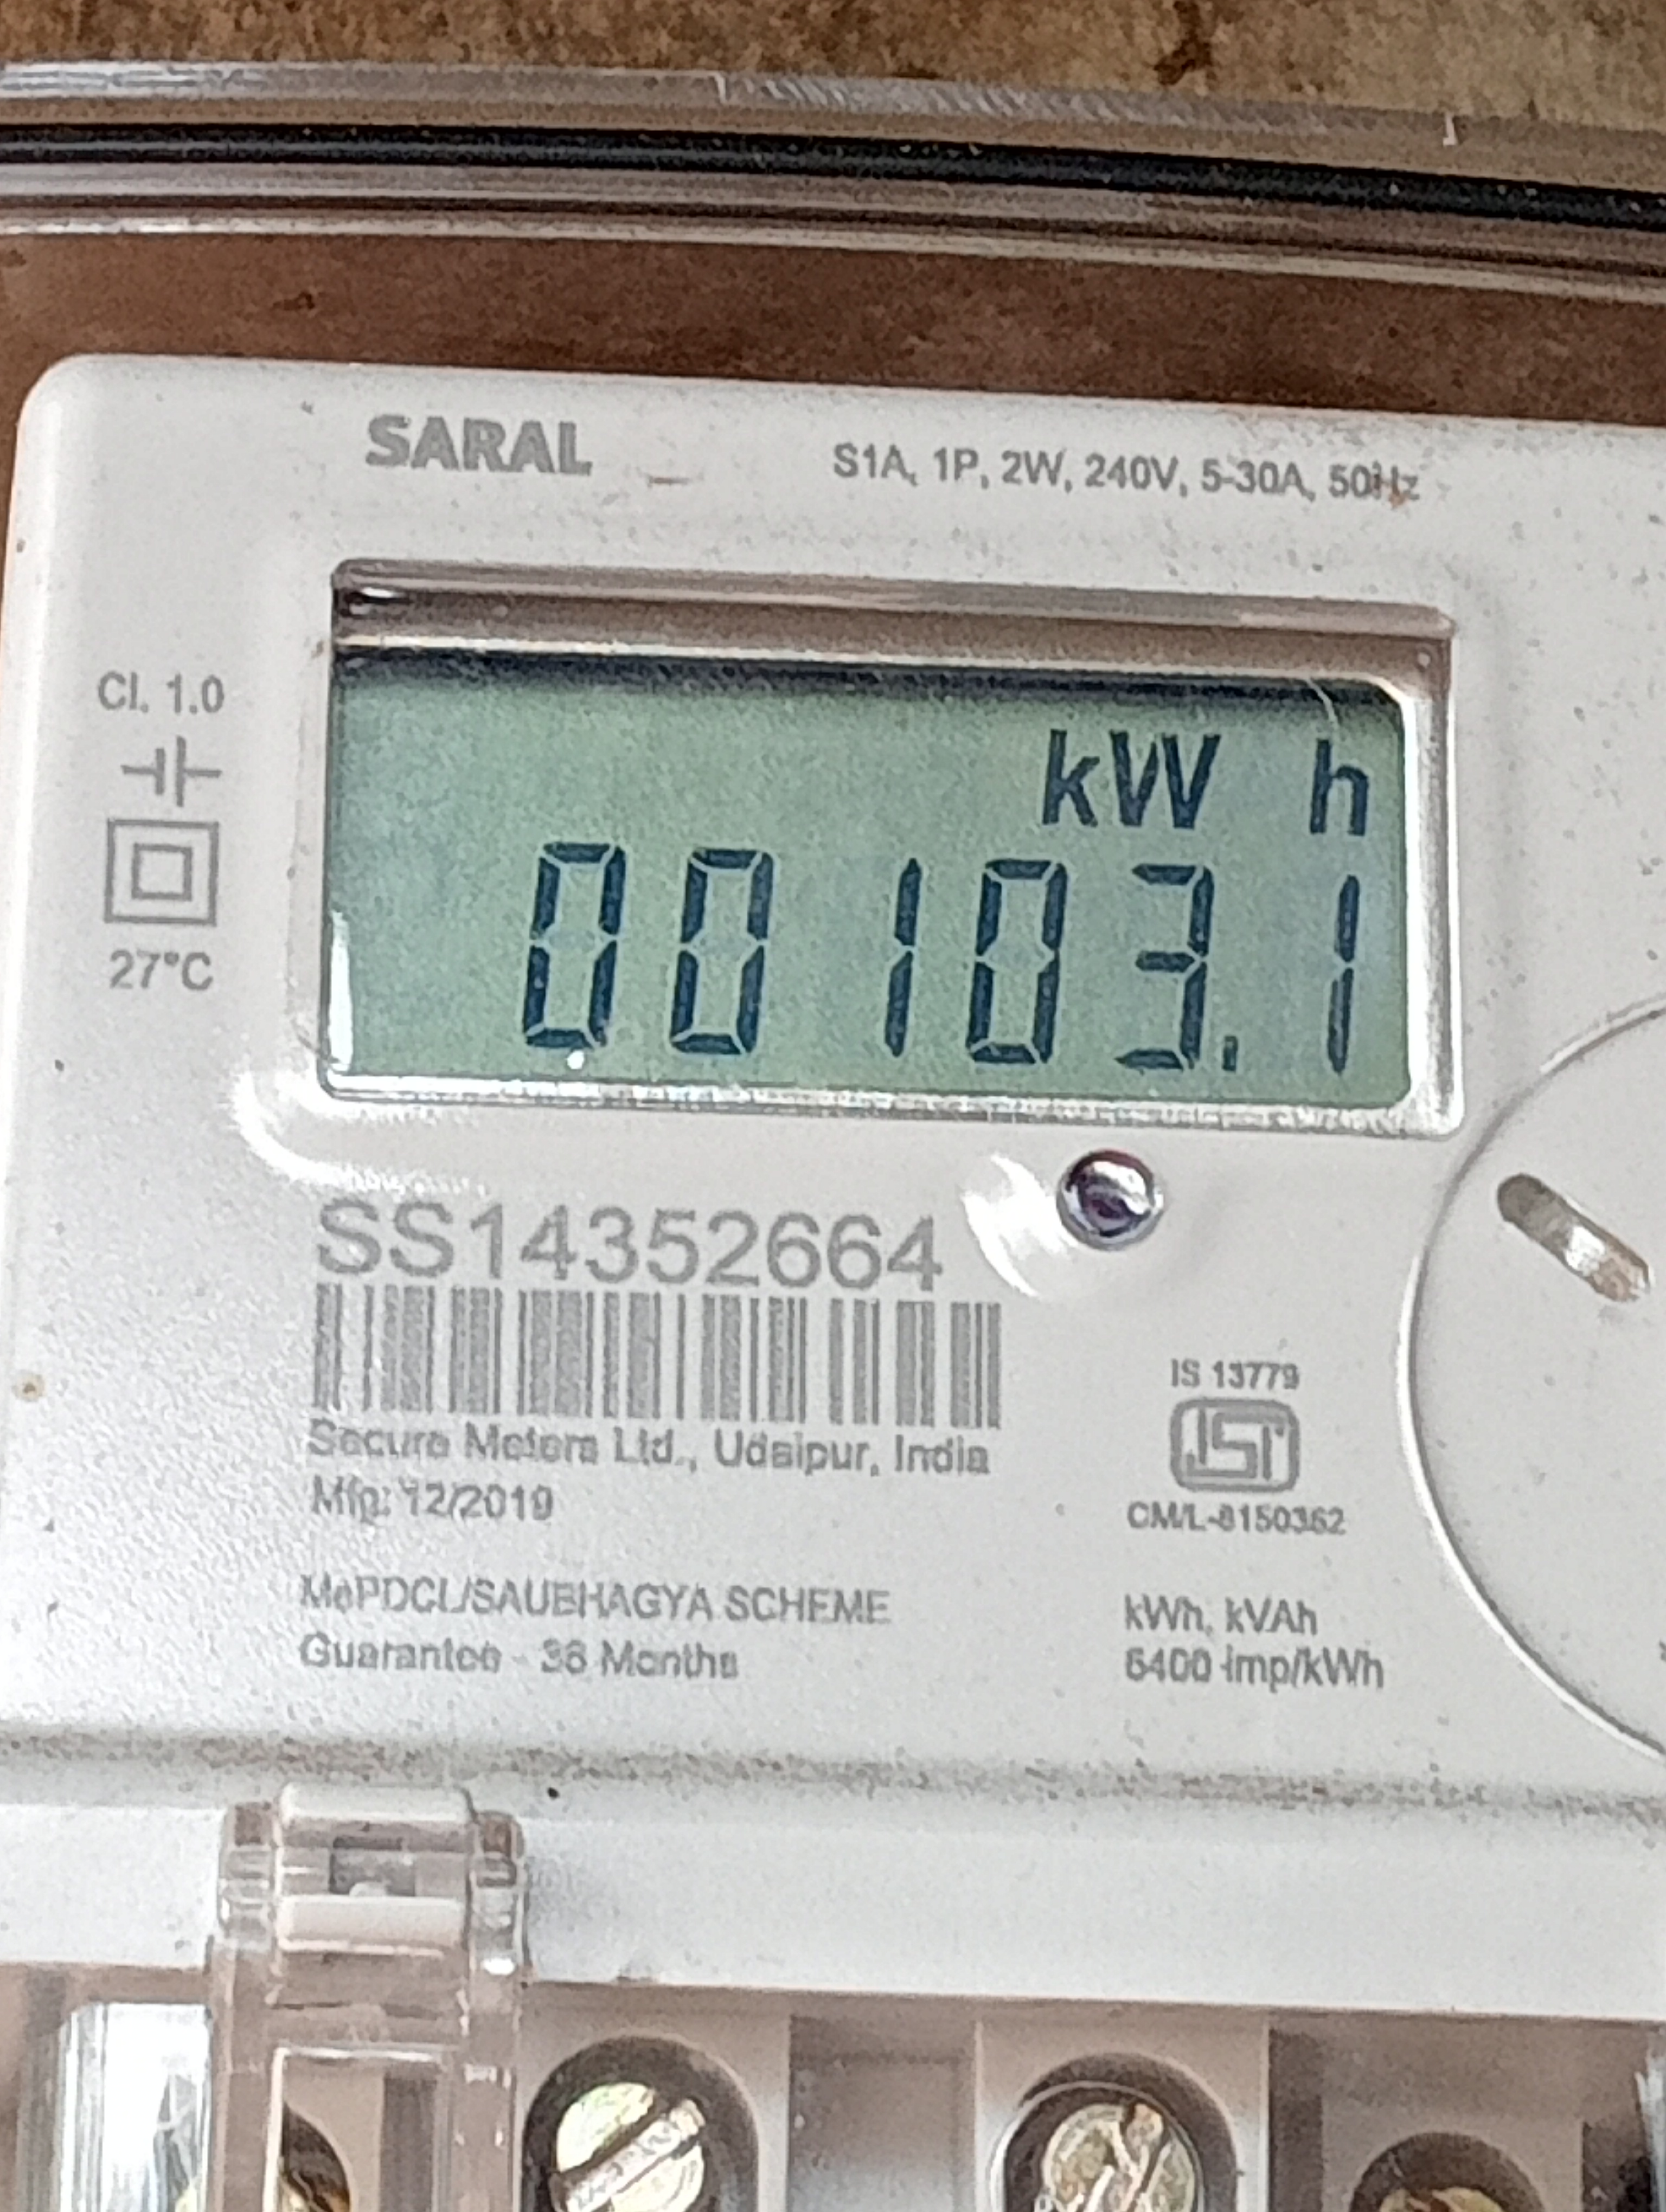 SARAL
S1A, 1P, 2W, 240V, 5-30A, 50Hz
Cl. 1.0
27°C
kW h
00103.1
SS14352664
Secure Meters Ltd., Udaipur, India
Mfg: 12/2019
MePDCL/SAUBHAGYA SCHEME
Guarantee - 36 Months
IS 13779
ISI
CM/L-8150362
kWh, kVAh
6400 imp/kWh